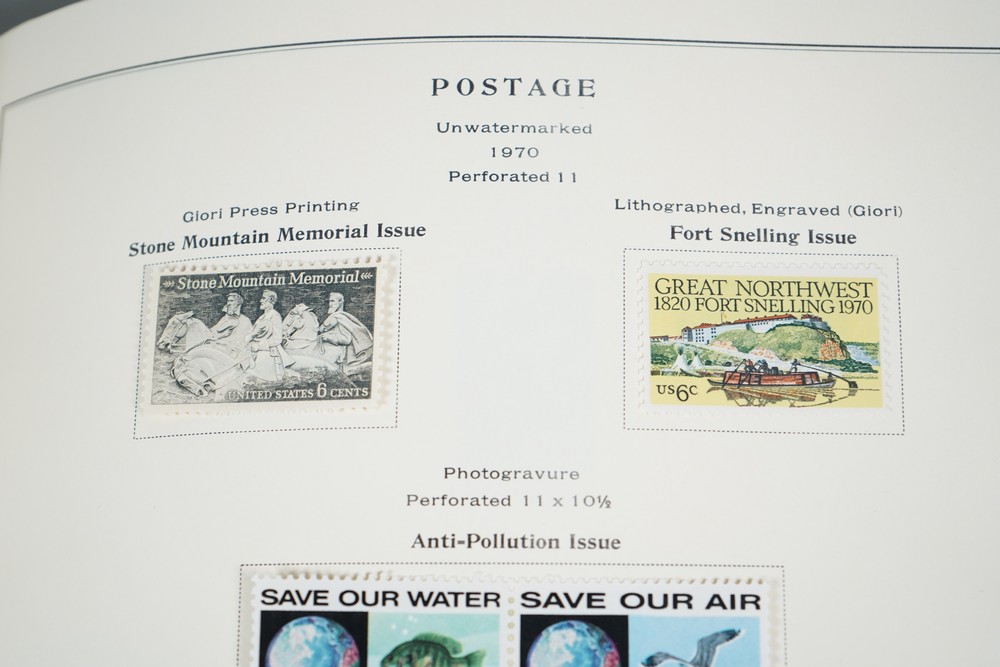 POSTAGE
Unwatermarked
1970
Perforated 11
Giori Press Printing
Stone Mountain Memorial Issue
Lithographed, Engraved (Giori)
Fort Snelling Issue
Stone Mountain Memorial
UNITED STATES 6 CENTS
GREAT NORTHWEST
1820 FORT SNELLING 1970
US 6c
Photogravure
Perforated 11 x 10½
Anti-Pollution Issue
SAVE OUR WATER
SAVE OUR AIR